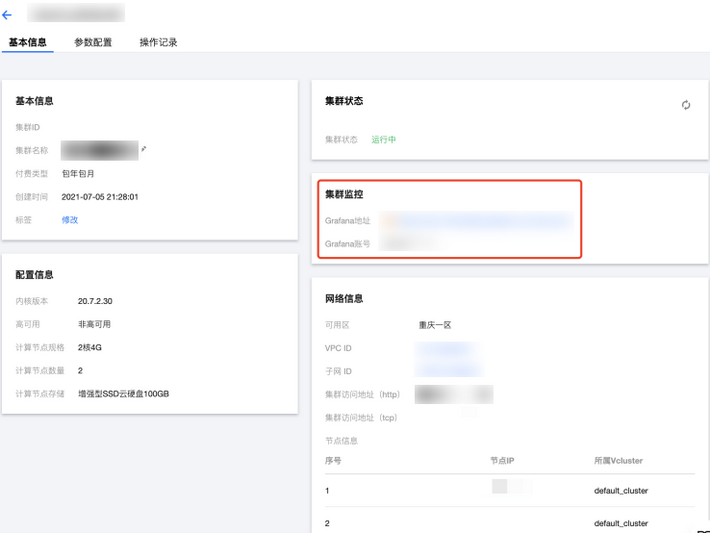 基本信息 参数配置 操作记录
基本信息
集群ID
集群名称
付费类型 包年包月
创建时间 2021-07-05 21:28:01
标签 修改
配置信息
内核版本 20.7.2.30
高可用 非高可用
计算节点规格 2核4G
计算节点数量 2
计算节点存储 增强型SSD云硬盘100GB
集群状态
集群状态 运行中
集群监控
Grafana地址
Grafana账号
网络信息
可用区 重庆一区
VPC ID
子网 ID
集群访问地址（http）
集群访问地址（tcp）
节点信息
序号 节点IP 所属Vcluster
1 default_cluster
2 default_cluster